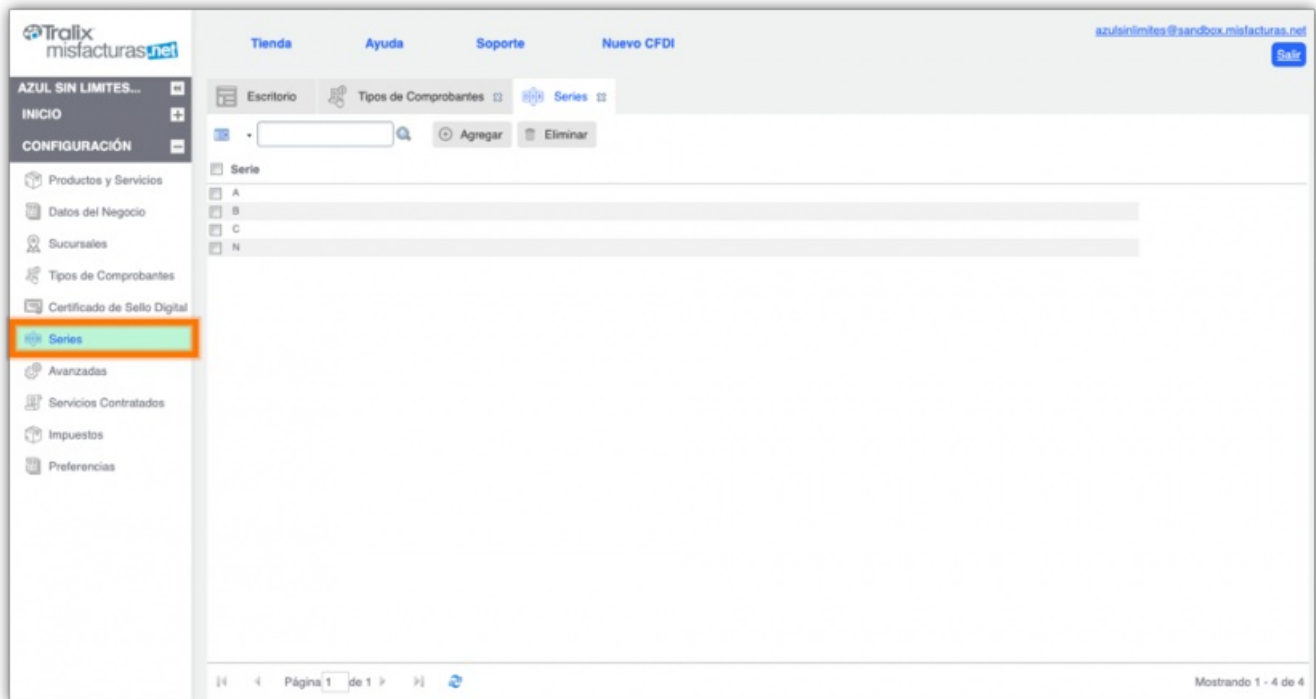 Tralix
misfacturas.net
Tienda Ayuda Soporte Nuevo CFDI
azulsinlimites@sandbox.misfacturas.net
Salir
AZUL SIN LIMITES...
INICIO
CONFIGURACIÓN
Productos y Servicios
Datos del Negocio
Sucursales
Tipos de Comprobantes
Certificado de Sello Digital
Series
Avanzadas
Servicios Contratados
Impuestos
Preferencias
Escritorio Tipos de Comprobantes Series
Agregar Eliminar
Serie
A
B
C
N
Página 1 de 1
Mostrando 1 - 4 de 4